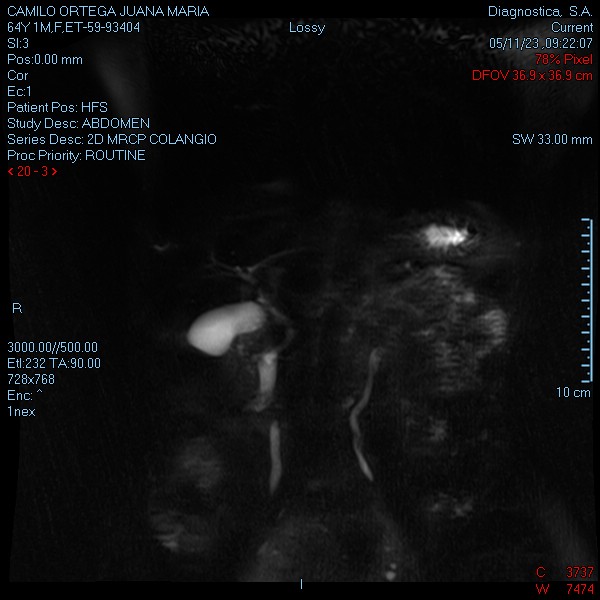 CAMILO ORTEGA JUANA MARIA
64Y 1M,F,ET-59-93404
SI:3
Pos:0.00 mm
Cor
Ec:1
Patient Pos: HFS
Study Desc: ABDOMEN
Series Desc: 2D MRCP COLANGIO
Proc Priority: ROUTINE
< 20 - 3 >
Lossy
Diagnostica, S.A.
Current
05/11/23 ,09:22:07
78% Pixel
DFOV 36.9 x 36.9 cm
SW 33.00 mm
R
3000.00//500.00
Etl:232 TA:90.00
728x768
Enc: ^
1nex
10 cm
C 3737
W 7474